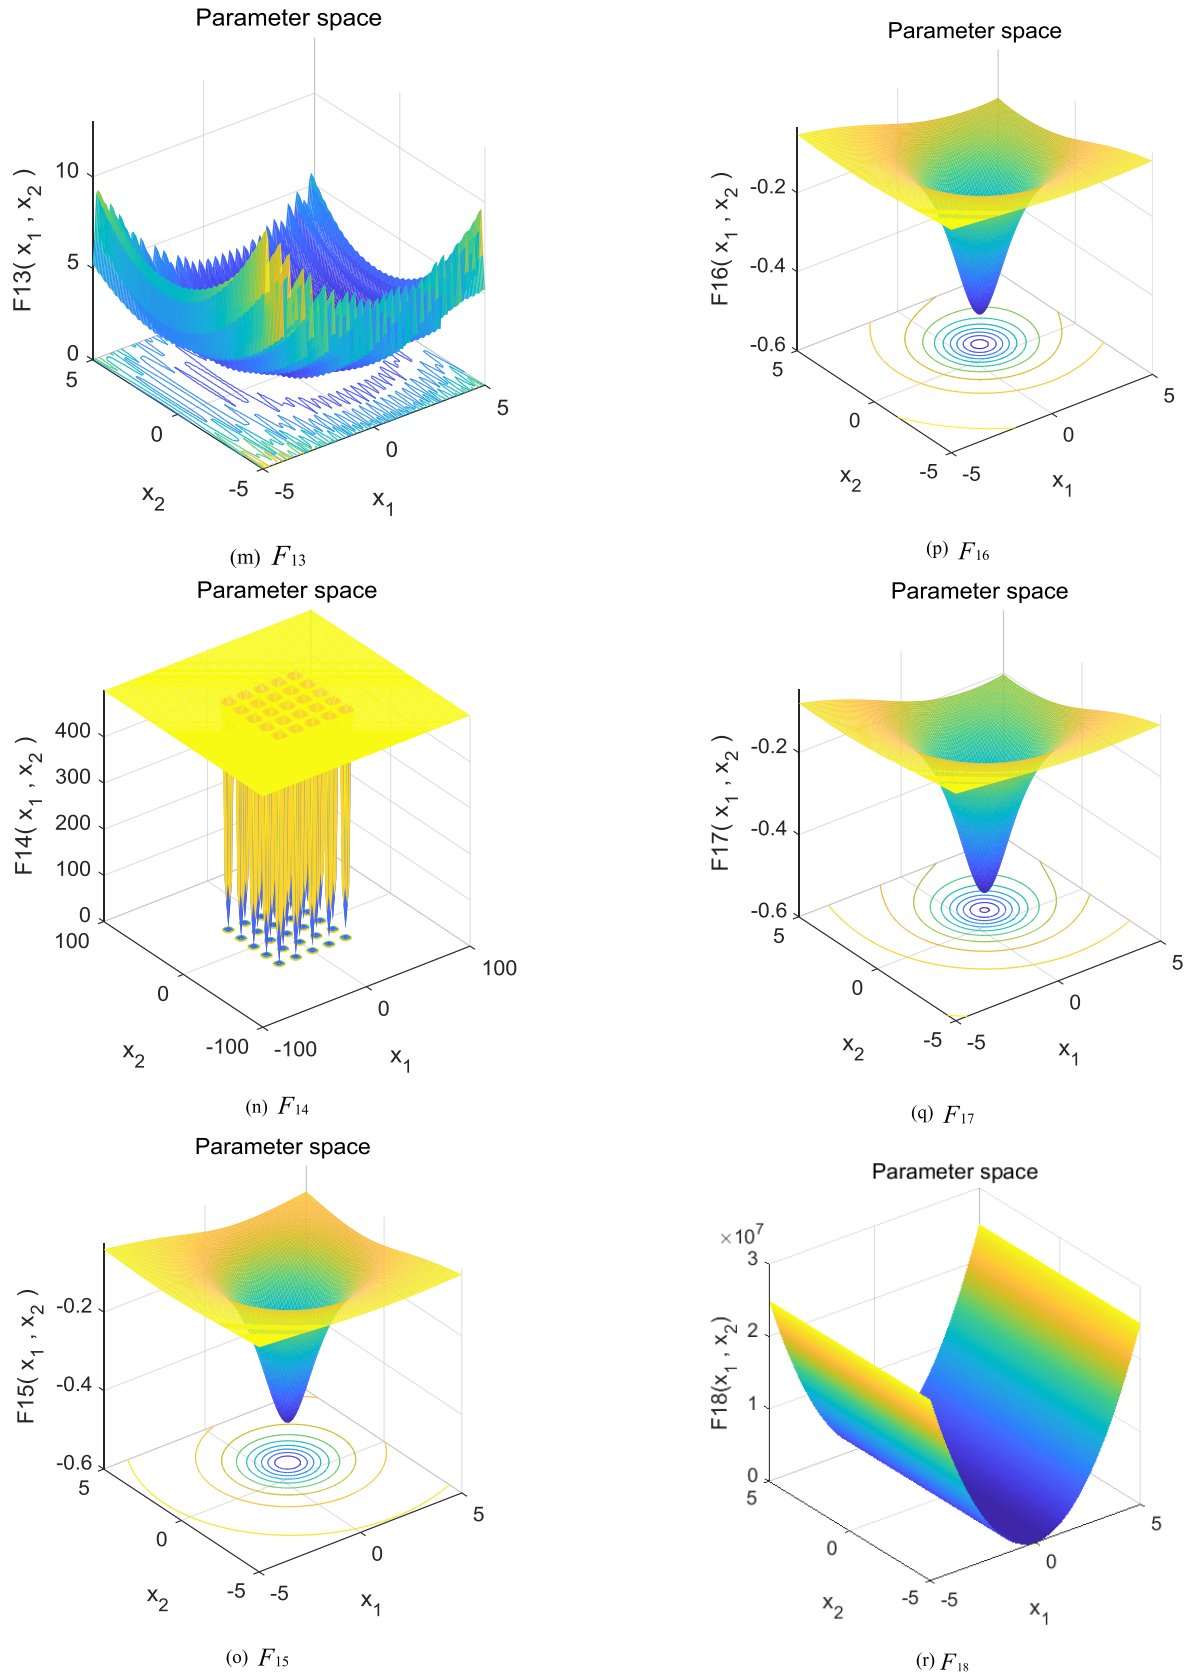 Parameter space
F13( x1 , x2 )
10
5
0
5
0
-5
-5
0
5
x2
x1
(m) F13
Parameter space
F16( x1 , x2 )
-0.2
-0.4
-0.6
5
0
-5
-5
0
5
x2
x1
(p) F16
Parameter space
F14( x1 , x2 )
400
300
200
100
0
100
0
-100
-100
0
100
x2
x1
(n) F14
Parameter space
F17( x1 , x2 )
-0.2
-0.4
-0.6
5
0
-5
-5
0
5
x2
x1
(q) F17
Parameter space
F15( x1 , x2 )
-0.2
-0.4
-0.6
5
0
-5
-5
0
5
x2
x1
(o) F15
Parameter space
×10^7
F18(x1 , x2)
3
2
1
0
5
0
-5
-5
0
5
x2
x1
(r) F18